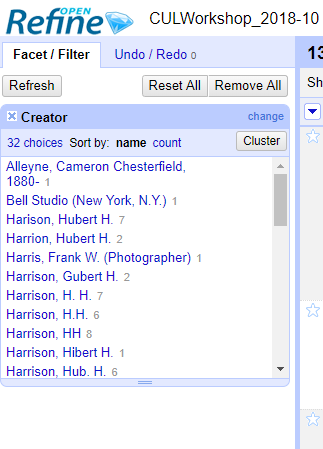 OPEN
Refine CULWorkshop_2018-10
Facet / Filter Undo / Redo 0
13
Refresh Reset All Remove All
Sh
Creator change
32 choices Sort by: name count Cluster
Alleyne, Cameron Chesterfield,
1880- 1
Bell Studio (New York, N.Y.) 1
Harison, Hubert H. 7
Harrion, Hubert H. 2
Harris, Frank W. (Photographer) 1
Harrison, Gubert H. 2
Harrison, H. H. 7
Harrison, H.H. 6
Harrison, HH 8
Harrison, Hibert H. 1
Harrison, Hub. H. 6